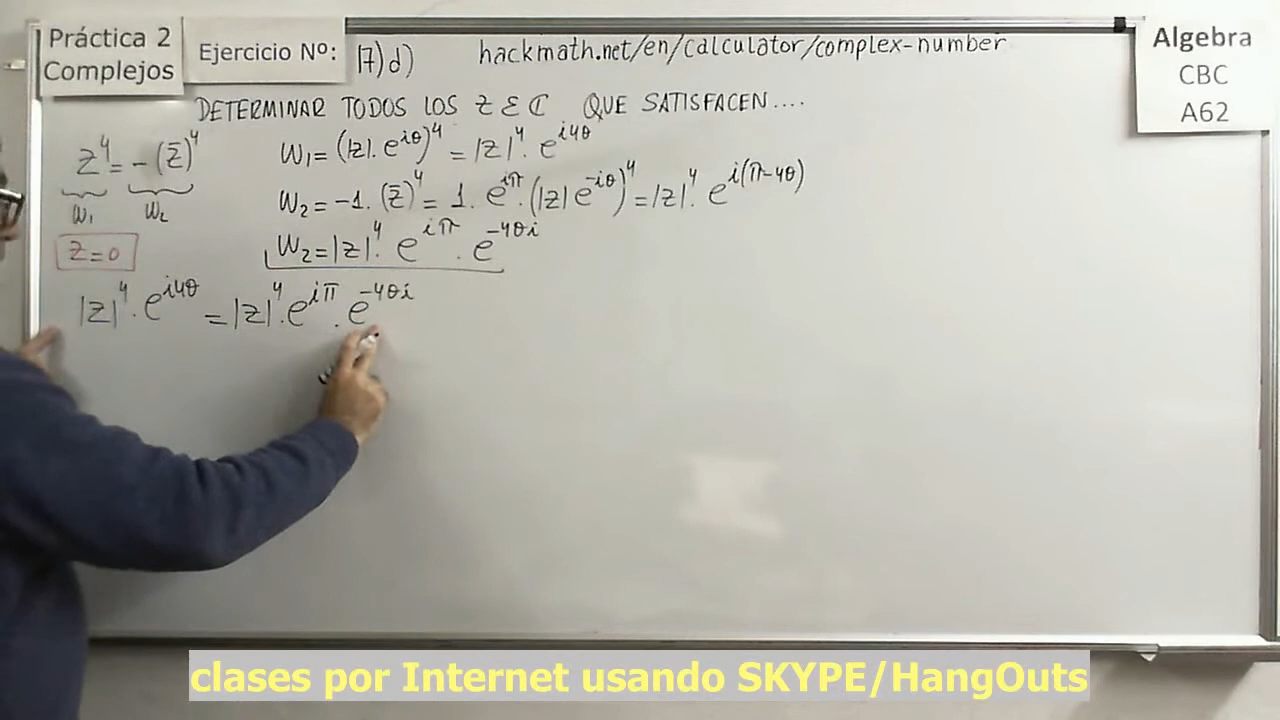 Práctica 2
Complejos
Ejercicio Nº: 17)d)
hackmath.net/en/calculator/complex-number
Algebra
CBC
A62
DETERMINAR TODOS LOS Z ε ℂ QUE SATISFACEN....
z⁴ = -(z̄)⁴
w₁ w₂
z=0
w₁ = (|z|.e^{iθ})⁴ = |z|⁴.e^{i4θ}
w₂ = -1.(z̄)⁴ = 1.e^{iπ}.(|z|e^{-iθ})⁴ = |z|⁴.e^{i(π-4θ)}
w₂ = |z|⁴.e^{iπ}.e^{-4θi}
|z|⁴.e^{i4θ} = |z|⁴.e^{iπ}.e^{-4θi}
clases por Internet usando SKYPE/HangOuts